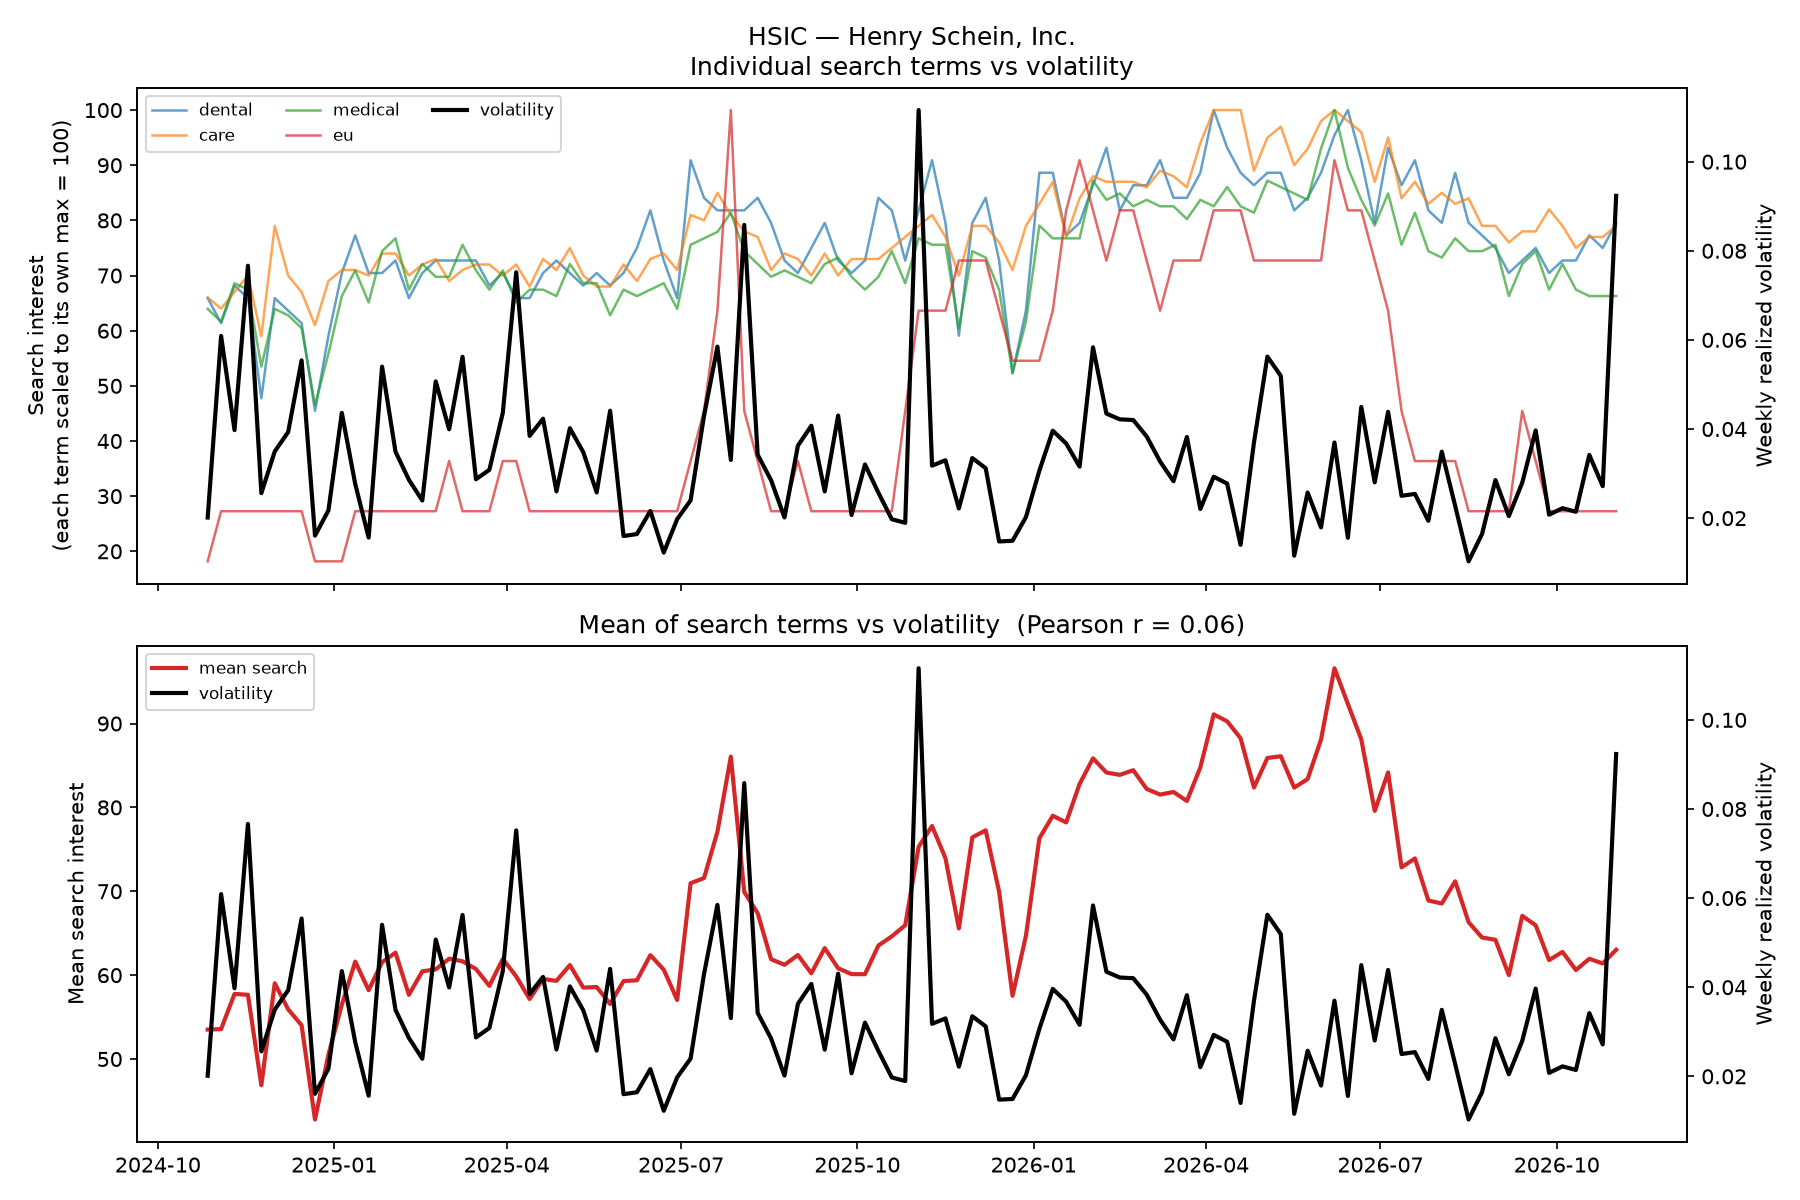 HSIC — Henry Schein, Inc.
Individual search terms vs volatility
dental
care
medical
eu
volatility
Search interest
(each term scaled to its own max = 100)
100
90
80
70
60
50
40
30
20
0.10
0.08
0.06
0.04
0.02
Weekly realized volatility
Mean of search terms vs volatility (Pearson r = 0.06)
mean search
volatility
Mean search interest
90
80
70
60
50
0.10
0.08
0.06
0.04
0.02
Weekly realized volatility
2024-10 2025-01 2025-04 2025-07 2025-10 2026-01 2026-04 2026-07 2026-10